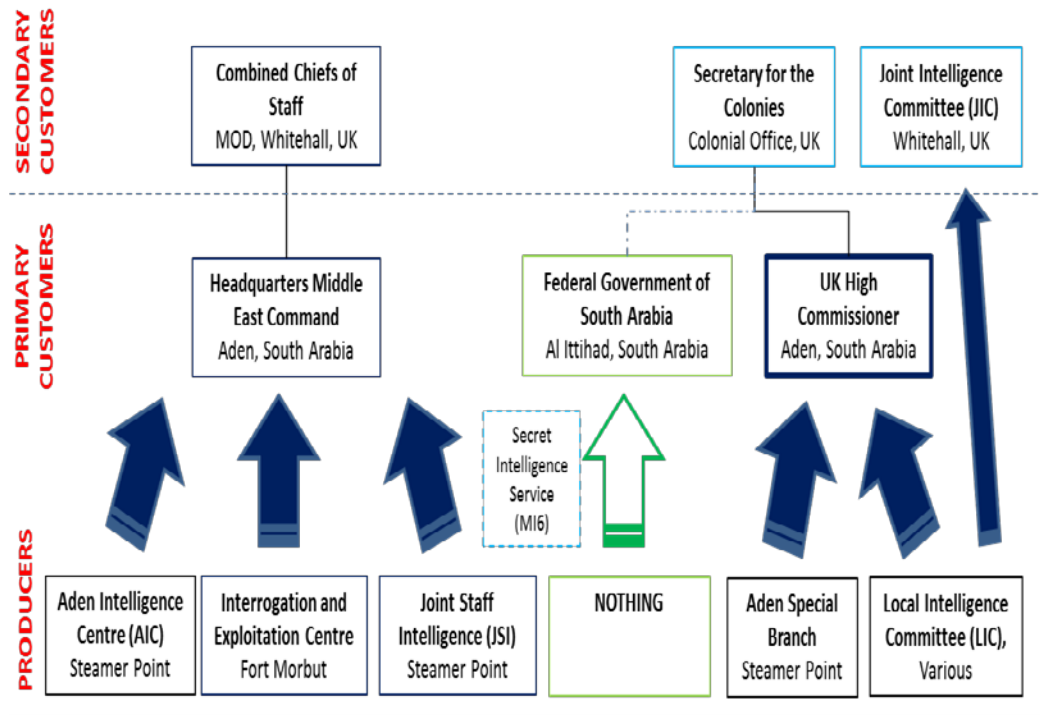 SECONDARY
CUSTOMERS
Combined Chiefs of
Staff
MOD, Whitehall, UK
Secretary for the
Colonies
Colonial Office, UK
Joint Intelligence
Committee (JIC)
Whitehall, UK
PRIMARY
CUSTOMERS
Headquarters Middle
East Command
Aden, South Arabia
Federal Government of
South Arabia
Al Ittihad, South Arabia
UK High
Commissioner
Aden, South Arabia
Secret
Intelligence
Service
(MI6)
PRODUCERS
Aden Intelligence
Centre (AIC)
Steamer Point
Interrogation and
Exploitation Centre
Fort Morbut
Joint Staff
Intelligence (JSI)
Steamer Point
NOTHING
Aden Special
Branch
Steamer Point
Local Intelligence
Committee (LIC),
Various